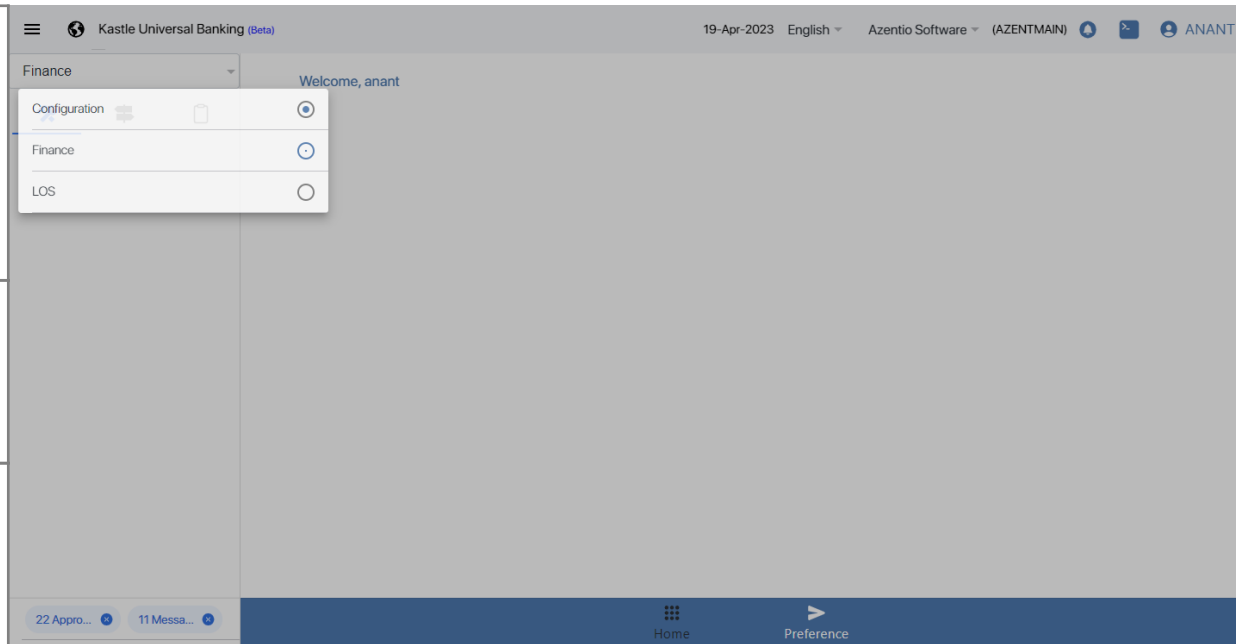 Kastle Universal Banking (Beta) 19-Apr-2023 English Azentio Software (AZENTMAIN) ANANT
Finance
Welcome, anant
Configuration
Finance
LOS
22 Appro... 11 Messa...
Home Preference